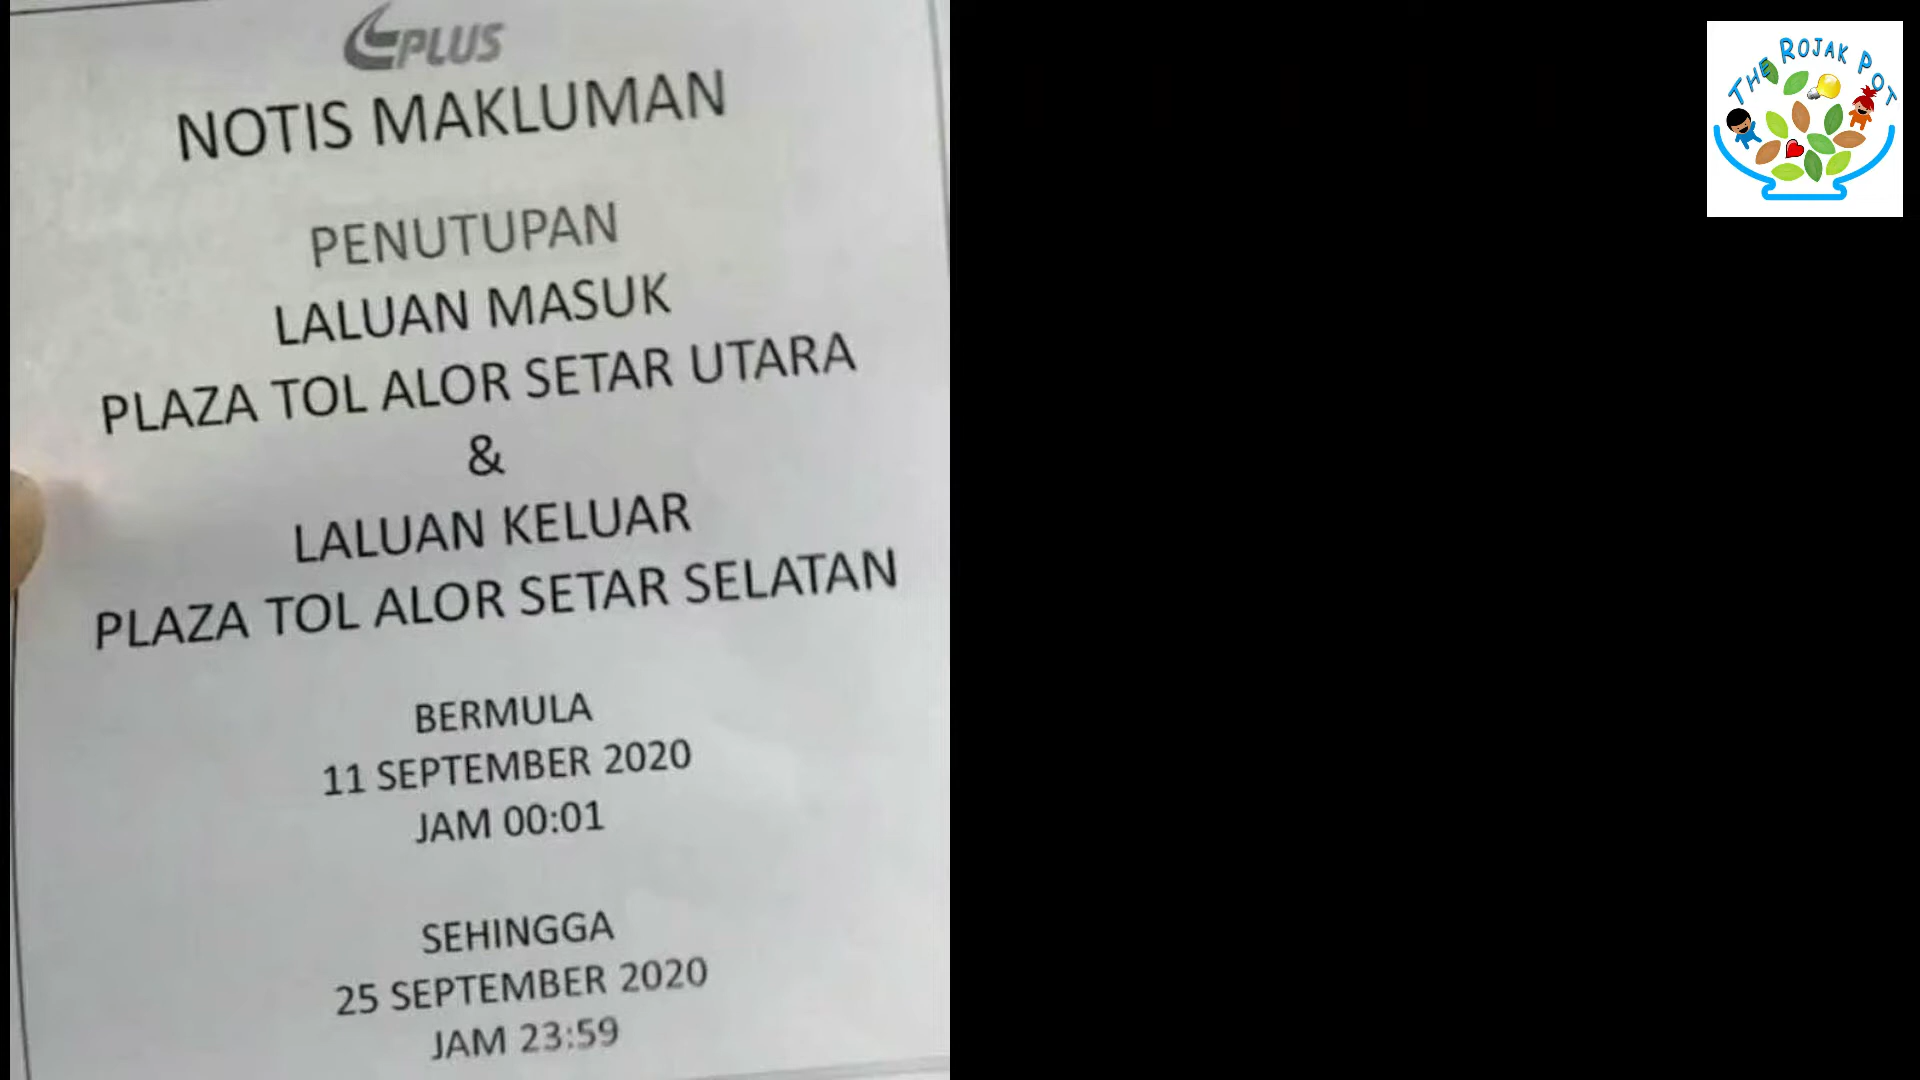 PLUS
NOTIS MAKLUMAN
PENUTUPAN
LALUAN MASUK
PLAZA TOL ALOR SETAR UTARA
&
LALUAN KELUAR
PLAZA TOL ALOR SETAR SELATAN
BERMULA
11 SEPTEMBER 2020
JAM 00:01
SEHINGGA
25 SEPTEMBER 2020
JAM 23:59
THE ROJAK POT